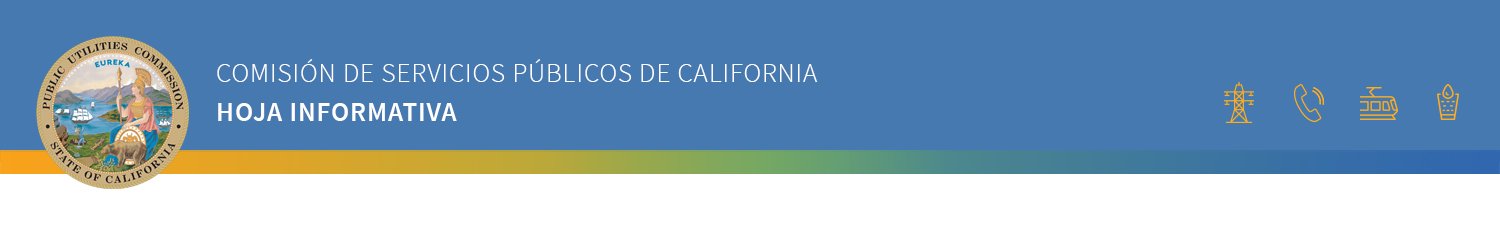 PUBLIC UTILITIES COMMISSION
EUREKA
STATE OF CALIFORNIA
COMISIÓN DE SERVICIOS PÚBLICOS DE CALIFORNIA
HOJA INFORMATIVA